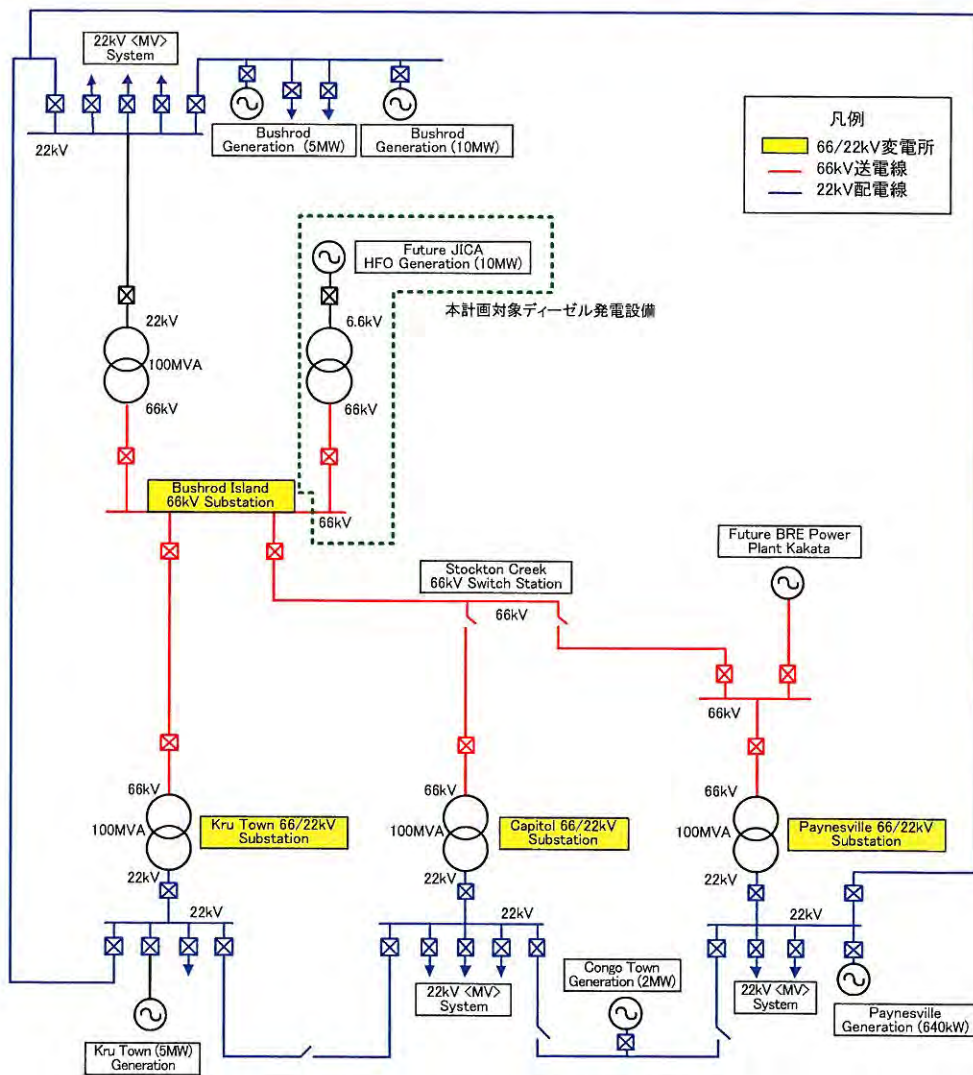 22kV <MV>
System
22kV
Bushrod
Generation (5MW)
Bushrod
Generation (10MW)
凡例
66/22kV変電所
66kV送電線
22kV配電線
Future JICA
HFO Generation (10MW)
本計画対象ディーゼル発電設備
22kV
100MVA
66kV
6.6kV
66kV
Bushrod Island
66kV Substation
66kV
Stockton Creek
66kV Switch Station
66kV
Future BRE Power
Plant Kakata
66kV
66kV
100MVA
Kru Town 66/22kV
Substation
22kV
66kV
100MVA
Capitol 66/22kV
Substation
22kV
66kV
100MVA
Paynesville 66/22kV
Substation
22kV
22kV
22kV
22kV
Kru Town (5MW)
Generation
22kV <MV>
System
Congo Town
Generation (2MW)
22kV <MV>
System
Paynesville
Generation (640kW)